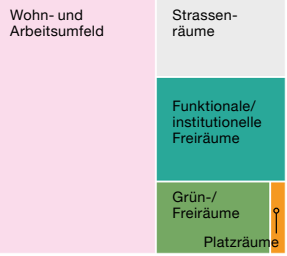 Wohn- und
Arbeitsumfeld
Strassen-
räume
Funktionale/
institutionelle
Freiräume
Grün-/
Freiräume
Platzräume